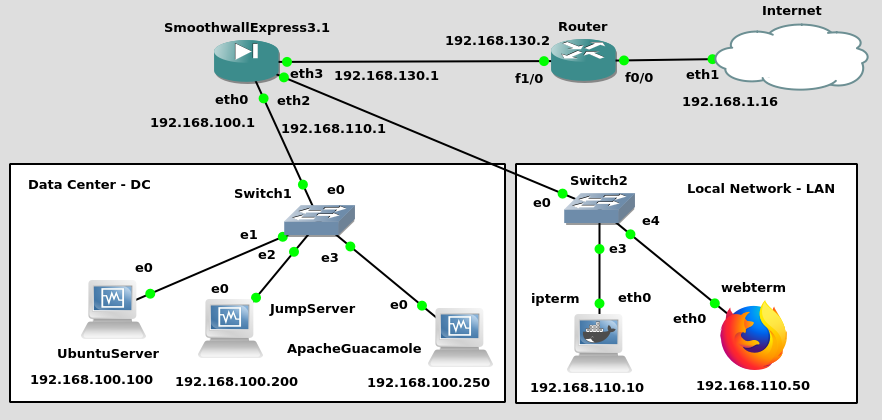 Internet
SmoothwallExpress3.1
Router
192.168.130.2
eth3
192.168.130.1
f1/0
f0/0
eth1
eth0
eth2
192.168.1.16
192.168.100.1
192.168.110.1
Data Center - DC
Switch1
e0
Switch2
Local Network - LAN
e0
e4
e1
e2
e3
e3
e0
e0
e0
JumpServer
ipterm
eth0
webterm
eth0
UbuntuServer
ApacheGuacamole
192.168.100.100
192.168.100.200
192.168.100.250
192.168.110.10
192.168.110.50